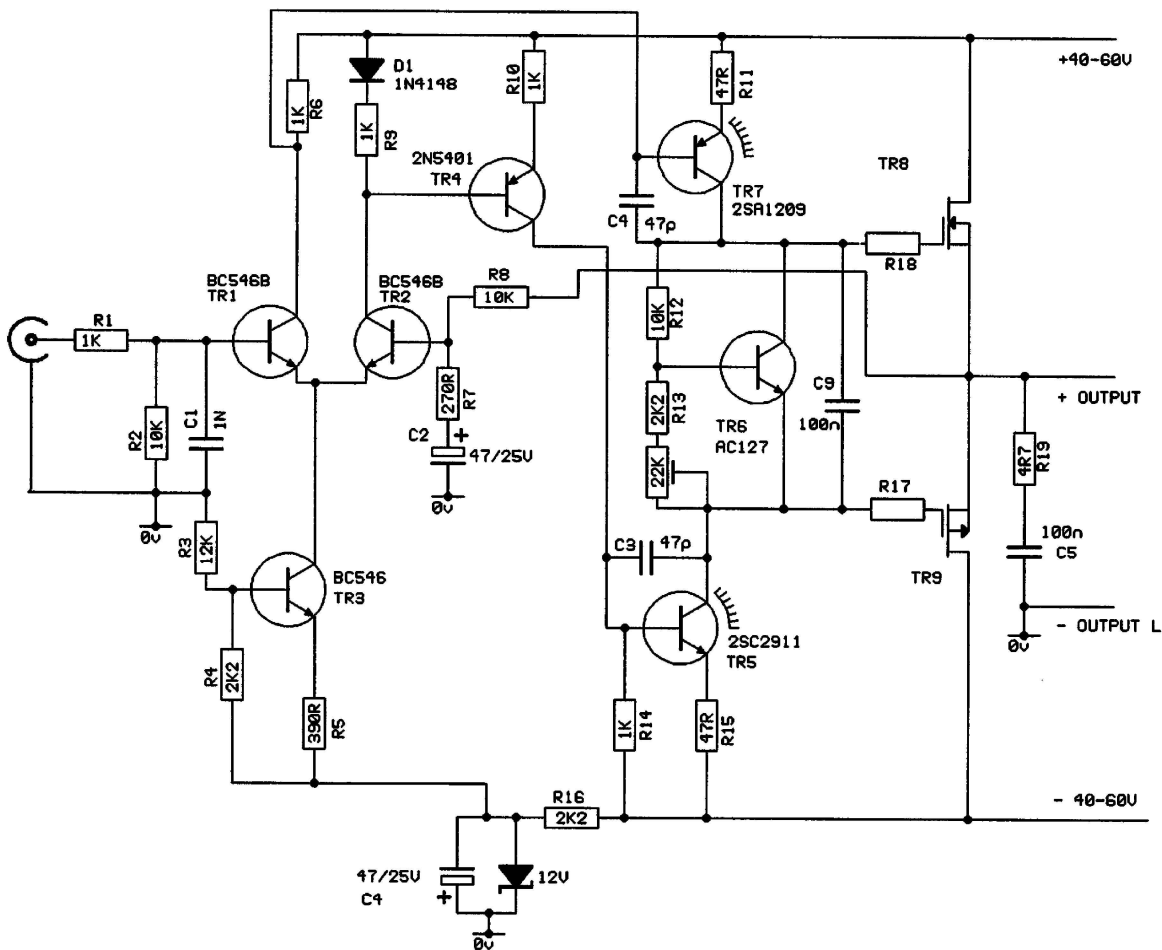 +40-60V
D1
1N4148
R6
1K
1K
R9
R10
1K
47R
R11
2N5401
TR4
TR7
2SA1209
TR8
C4
47p
R18
BC546B
TR1
BC546B
TR2
R8
10K
10K
R12
R1
1K
R2
10K
C1
1N
270R
R7
C2
+
47/25V
0v
2K2
R13
22K
TR6
AC127
C9
100n
+ OUTPUT
4R7
R19
R17
TR9
100n
C5
- OUTPUT L
0v
0v
R3
12K
BC546
TR3
C3
47p
2SC2911
TR5
R4
2K2
390R
R5
1K
R14
47R
R15
R16
2K2
- 40-60V
47/25V
C4
+
12V
0v